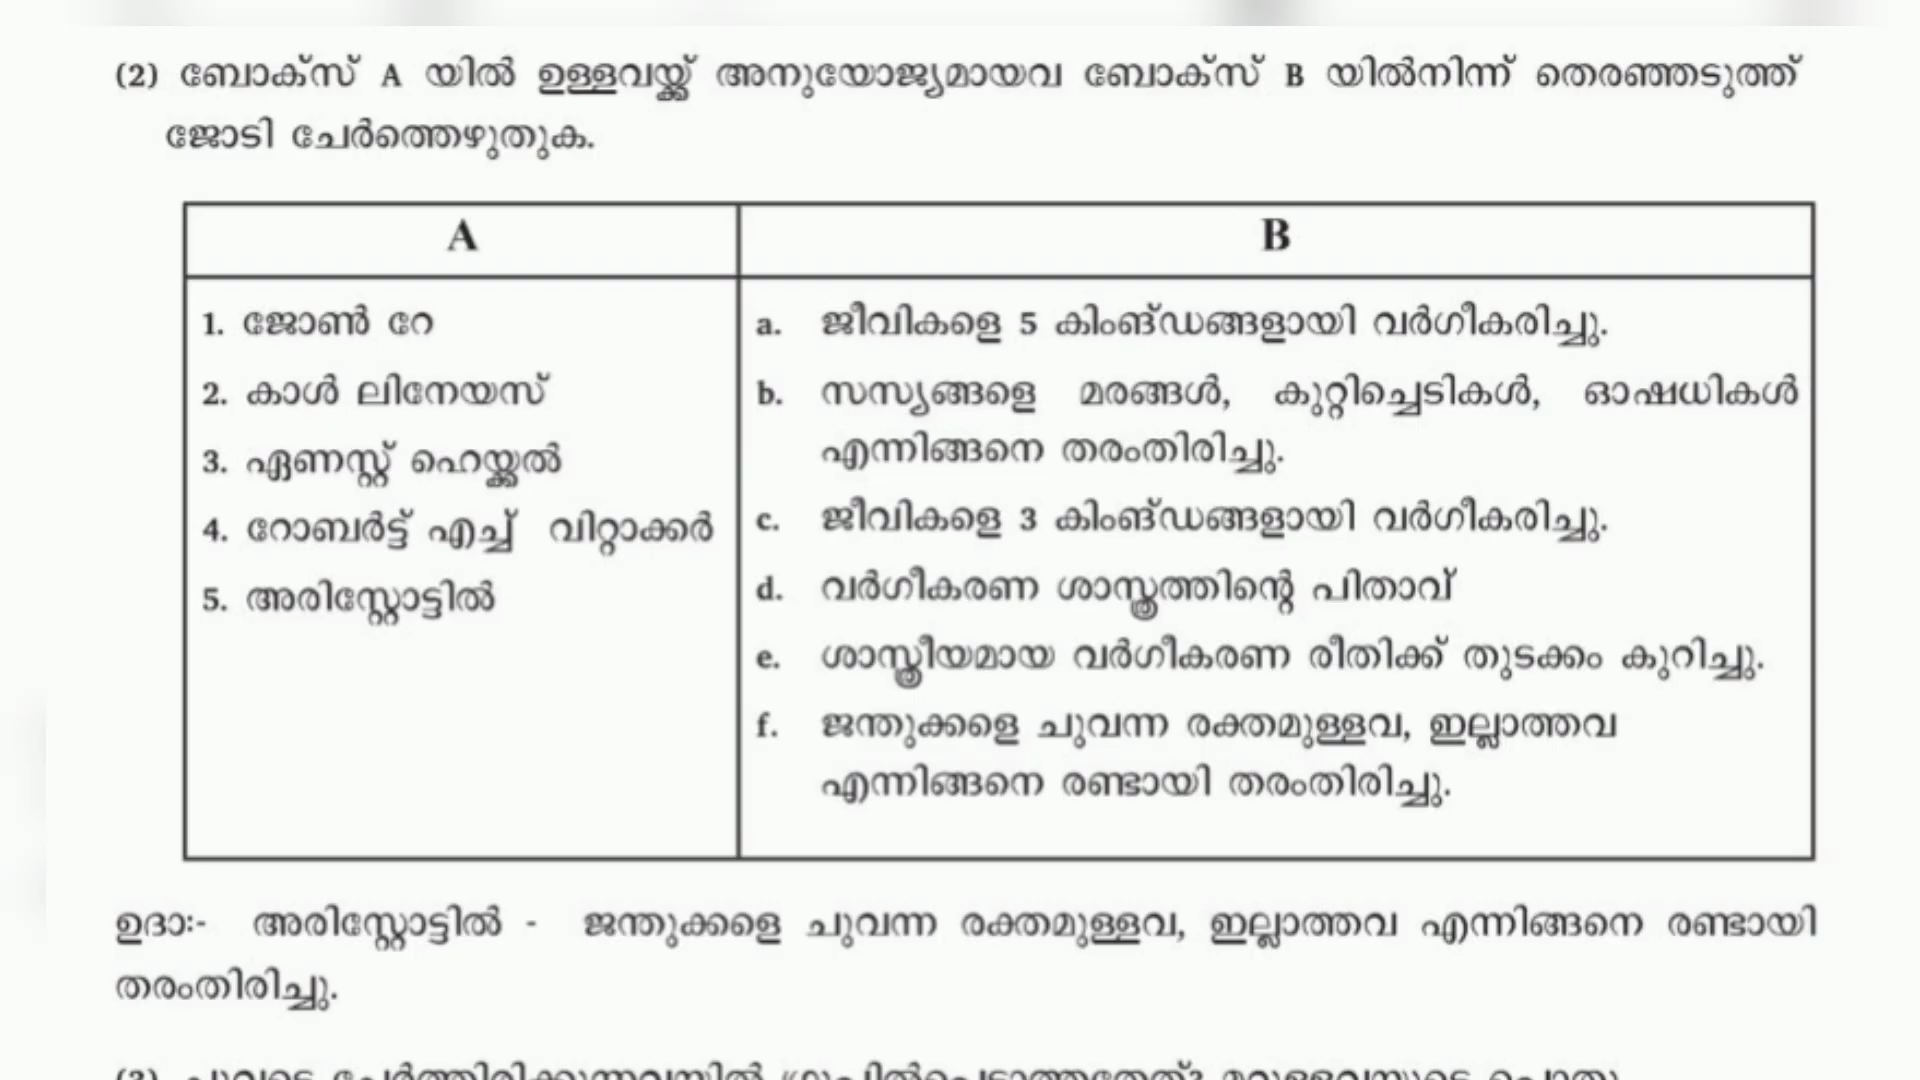 (2) ബോക്സ് A യിൽ ഉള്ളവയ്ക്ക് അനുയോജ്യമായവ ബോക്സ് B യിൽനിന്ന് തെരഞ്ഞടുത്ത്
ജോടി ചേർത്തെഴുതുക.
A
B
1. ജോൺ റേ
2. കാൾ ലിനേയസ്
3. ഏണസ്റ്റ് ഹെയ്ക്കൽ
4. റോബർട്ട് എച്ച് വിറ്റാക്കർ
5. അരിസ്റ്റോട്ടിൽ
a. ജീവികളെ 5 കിംങ്ഡങ്ങളായി വർഗീകരിച്ചു.
b. സസ്യങ്ങളെ മരങ്ങൾ, കുറ്റിച്ചെടികൾ, ഓഷധികൾ
എന്നിങ്ങനെ തരംതിരിച്ചു.
c. ജീവികളെ 3 കിംങ്ഡങ്ങളായി വർഗീകരിച്ചു.
d. വർഗീകരണ ശാസ്ത്രത്തിന്റെ പിതാവ്
e. ശാസ്ത്രീയമായ വർഗീകരണ രീതിക്ക് തുടക്കം കുറിച്ചു.
f. ജന്തുക്കളെ ചുവന്ന രക്തമുള്ളവ, ഇല്ലാത്തവ
എന്നിങ്ങനെ രണ്ടായി തരംതിരിച്ചു.
ഉദാഃ- അരിസ്റ്റോട്ടിൽ - ജന്തുക്കളെ ചുവന്ന രക്തമുള്ളവ, ഇല്ലാത്തവ എന്നിങ്ങനെ രണ്ടായി
തരംതിരിച്ചു.